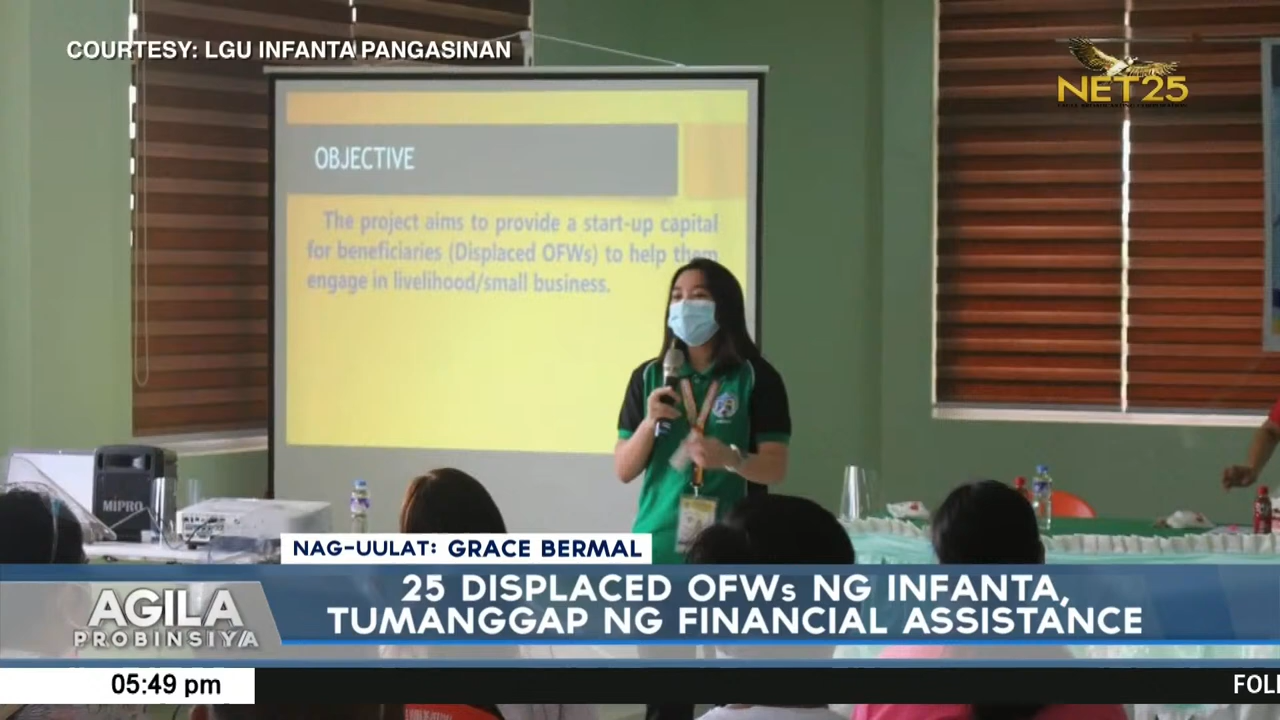 COURTESY: LGU INFANTA PANGASINAN
NET25
OBJECTIVE
The project aims to provide a start-up capital
for beneficiaries (Displaced OFWs) to help them
engage in livelihood/small business.
MIPRO
NAG-UULAT: GRACE BERMAL
AGILA
PROBINSIYA
25 DISPLACED OFWs NG INFANTA,
TUMANGGAP NG FINANCIAL ASSISTANCE
05:49 pm